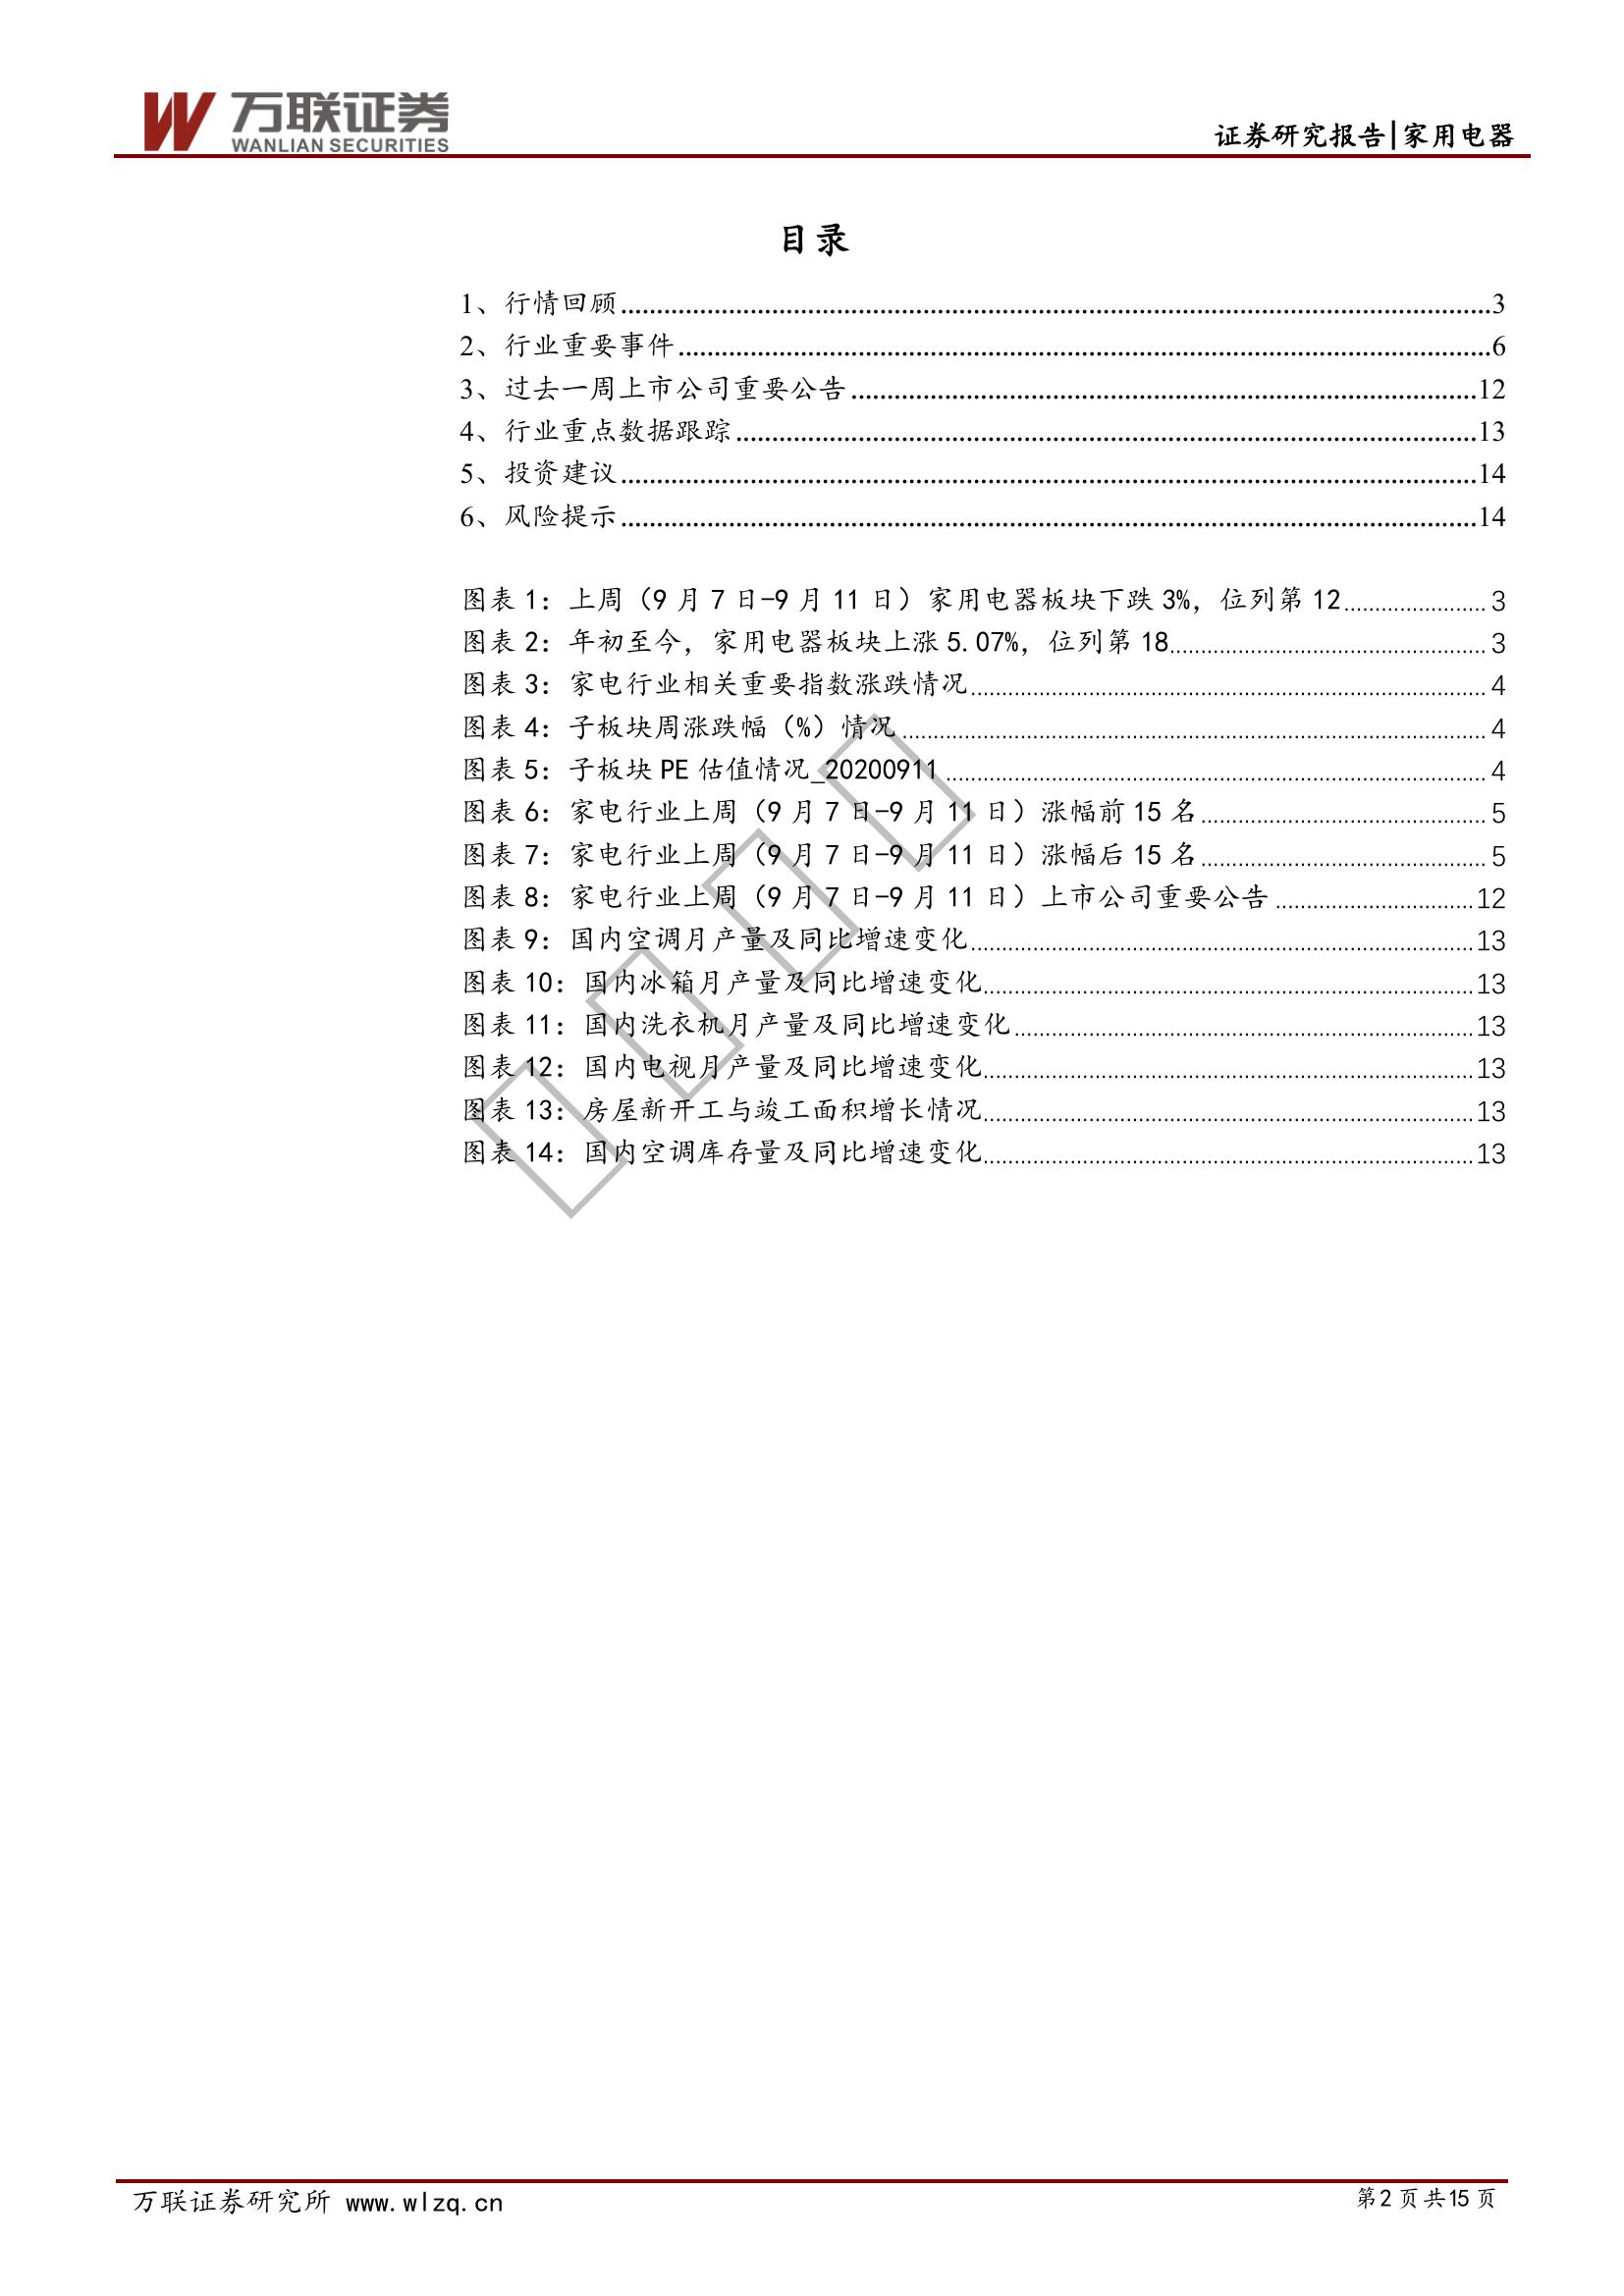 万联证券
WANLIAN SECURITIES
证券研究报告|家用电器
目录
1、行情回顾........................3
2、行业重要事件........................6
3、过去一周上市公司重要公告........................12
4、行业重点数据跟踪........................13
5、投资建议........................14
6、风险提示........................14
图表 1：上周（9 月 7 日-9 月 11 日）家用电器板块下跌 3%，位列第 12........................3
图表 2：年初至今，家用电器板块上涨 5.07%，位列第 18........................3
图表 3：家电行业相关重要指数涨跌情况........................4
图表 4：子板块周涨跌幅（%）情况........................4
图表 5：子板块 PE 估值情况_20200911........................4
图表 6：家电行业上周（9 月 7 日-9 月 11 日）涨幅前 15 名........................5
图表 7：家电行业上周（9 月 7 日-9 月 11 日）涨幅后 15 名........................5
图表 8：家电行业上周（9 月 7 日-9 月 11 日）上市公司重要公告........................12
图表 9：国内空调月产量及同比增速变化........................13
图表 10：国内冰箱月产量及同比增速变化........................13
图表 11：国内洗衣机月产量及同比增速变化........................13
图表 12：国内电视月产量及同比增速变化........................13
图表 13：房屋新开工与竣工面积增长情况........................13
图表 14：国内空调库存量及同比增速变化........................13
万联证券研究所 www.wlzq.cn
第 2 页 共 15 页